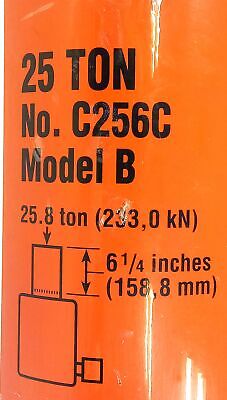 25 TON
No. C256C
Model B
25.8 ton (233,0 kN)
6 1/4 inches
(158,8 mm)